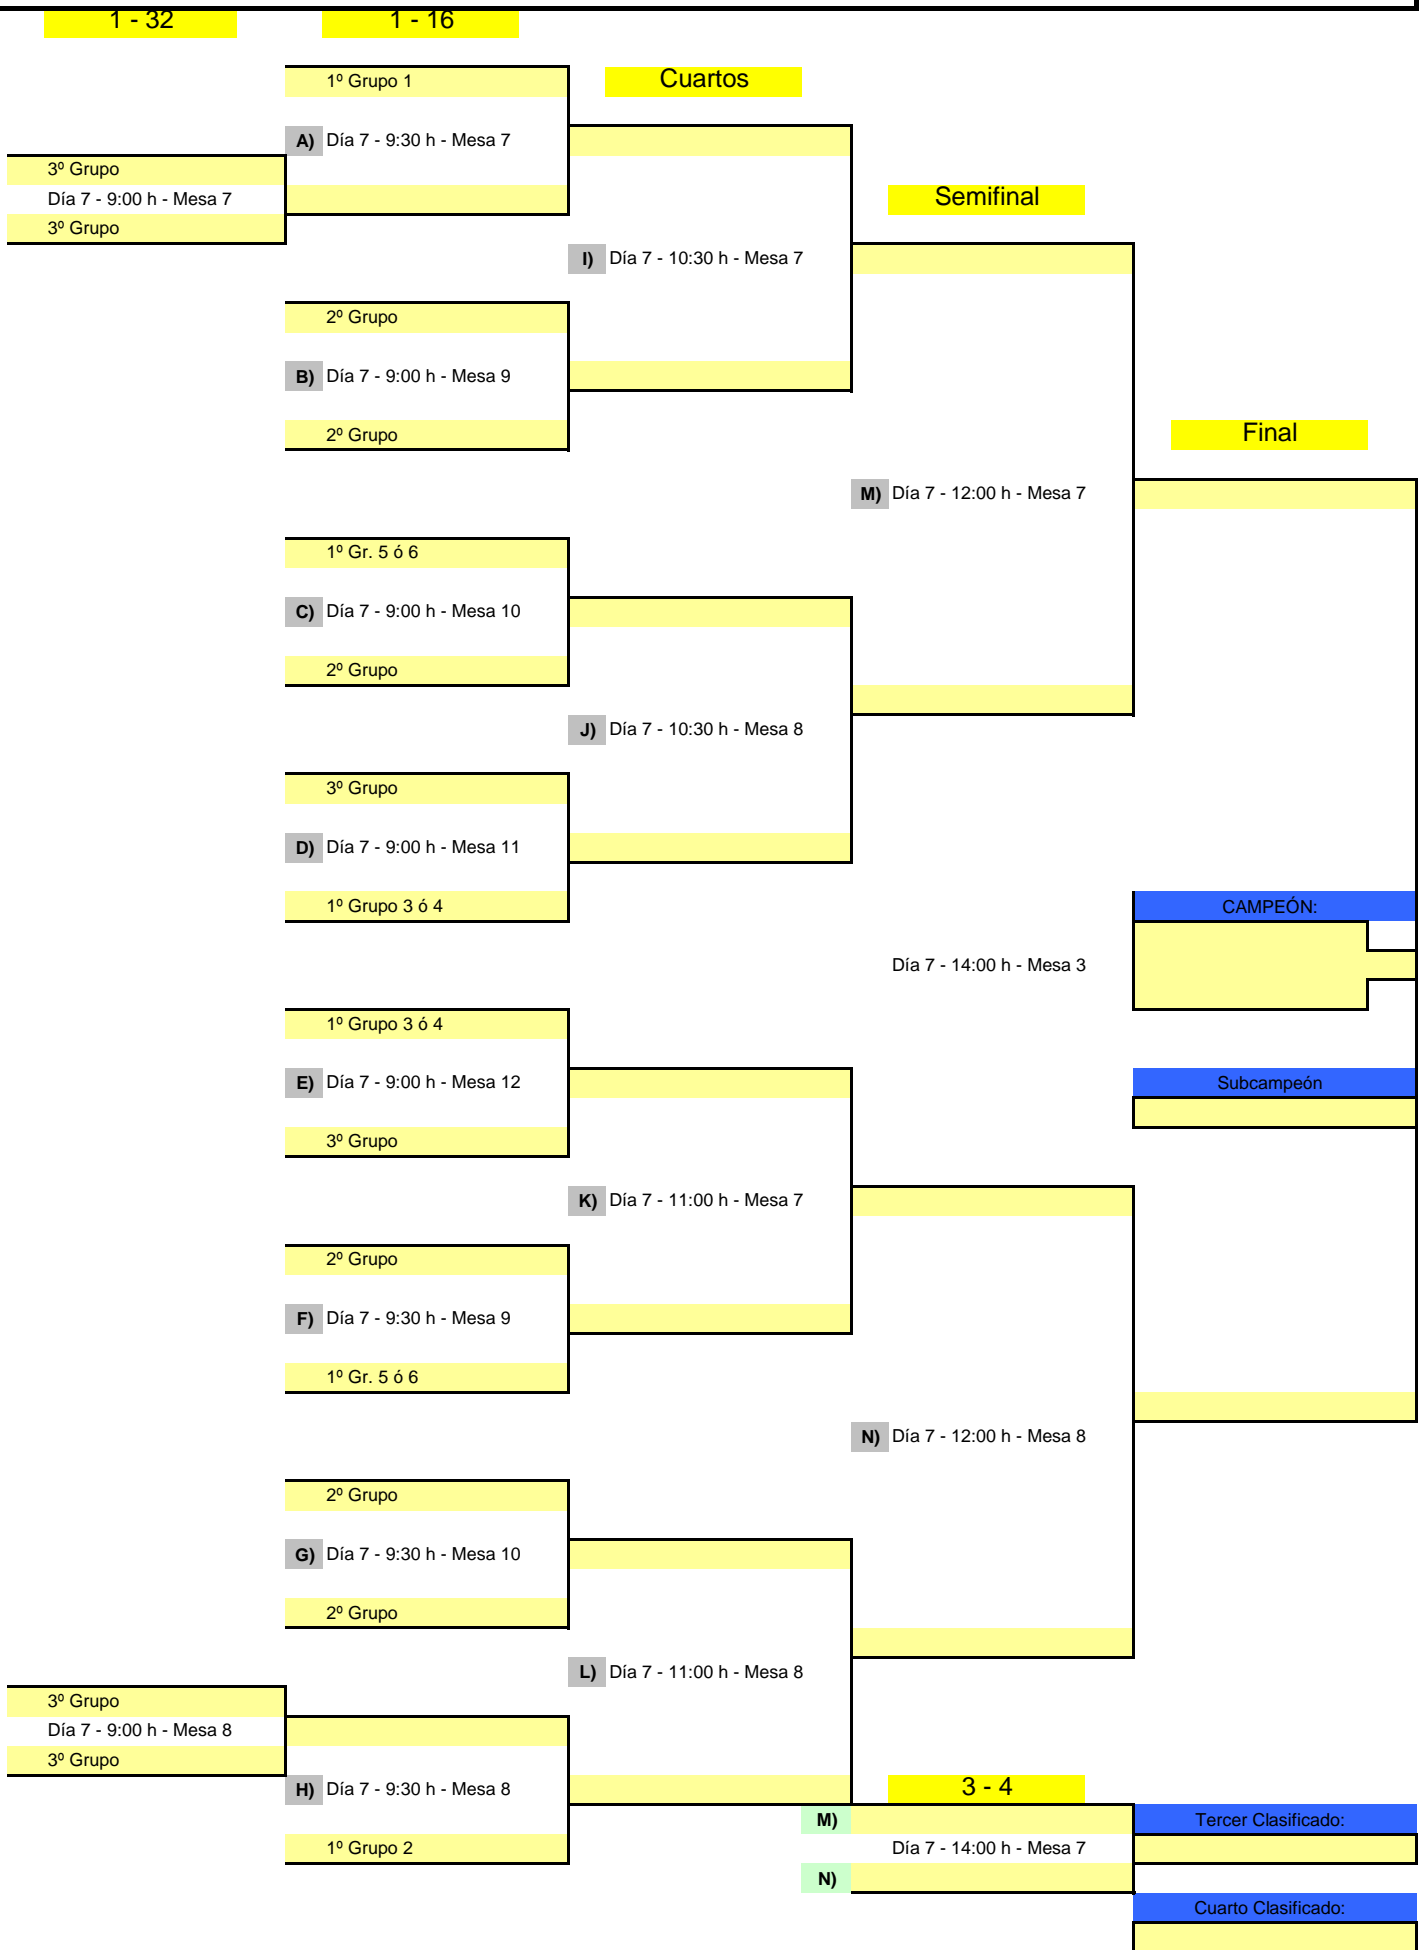 1 - 32
1 - 16
1º Grupo 1
Cuartos
A) Día 7 - 9:30 h - Mesa 7
3º Grupo
Día 7 - 9:00 h - Mesa 7
Semifinal
3º Grupo
I) Día 7 - 10:30 h - Mesa 7
2º Grupo
B) Día 7 - 9:00 h - Mesa 9
2º Grupo
Final
M) Día 7 - 12:00 h - Mesa 7
1º Gr. 5 ó 6
C) Día 7 - 9:00 h - Mesa 10
2º Grupo
J) Día 7 - 10:30 h - Mesa 8
3º Grupo
D) Día 7 - 9:00 h - Mesa 11
1º Grupo 3 ó 4
CAMPEÓN:
Día 7 - 14:00 h - Mesa 3
1º Grupo 3 ó 4
E) Día 7 - 9:00 h - Mesa 12
Subcampeón
3º Grupo
K) Día 7 - 11:00 h - Mesa 7
2º Grupo
F) Día 7 - 9:30 h - Mesa 9
1º Gr. 5 ó 6
N) Día 7 - 12:00 h - Mesa 8
2º Grupo
G) Día 7 - 9:30 h - Mesa 10
2º Grupo
L) Día 7 - 11:00 h - Mesa 8
3º Grupo
Día 7 - 9:00 h - Mesa 8
3º Grupo
H) Día 7 - 9:30 h - Mesa 8
3 - 4
M)
Tercer Clasificado:
1º Grupo 2
Día 7 - 14:00 h - Mesa 7
N)
Cuarto Clasificado: